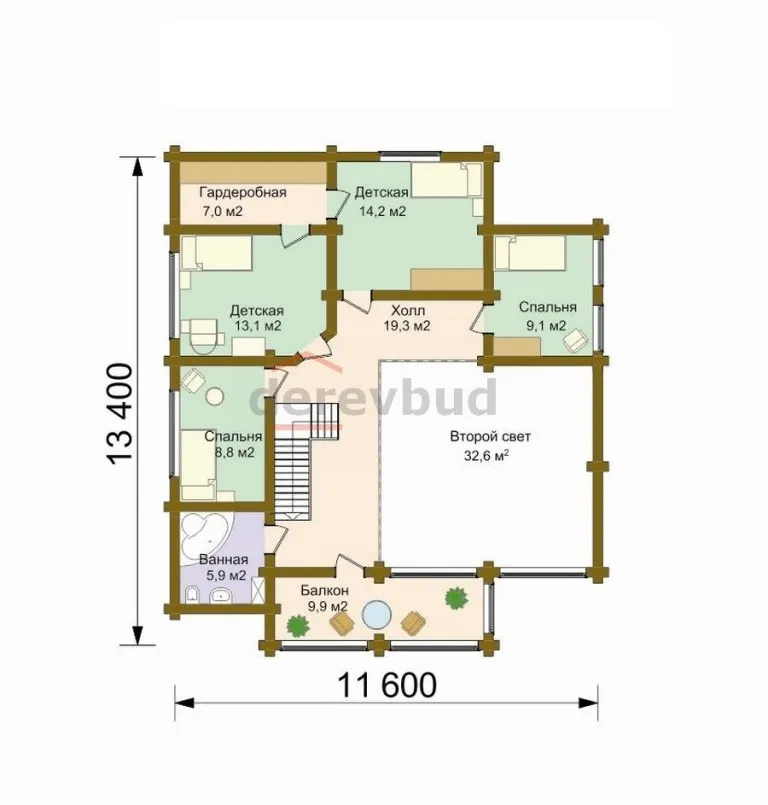 Гардеробная
7,0 м2
Детская
14,2 м2
Детская
13,1 м2
Холл
19,3 м2
Спальня
9,1 м2
13 400
derevbud
Спальня
8,8 м2
Второй свет
32,6 м²
Ванная
5,9 м2
Балкон
9,9 м2
11 600